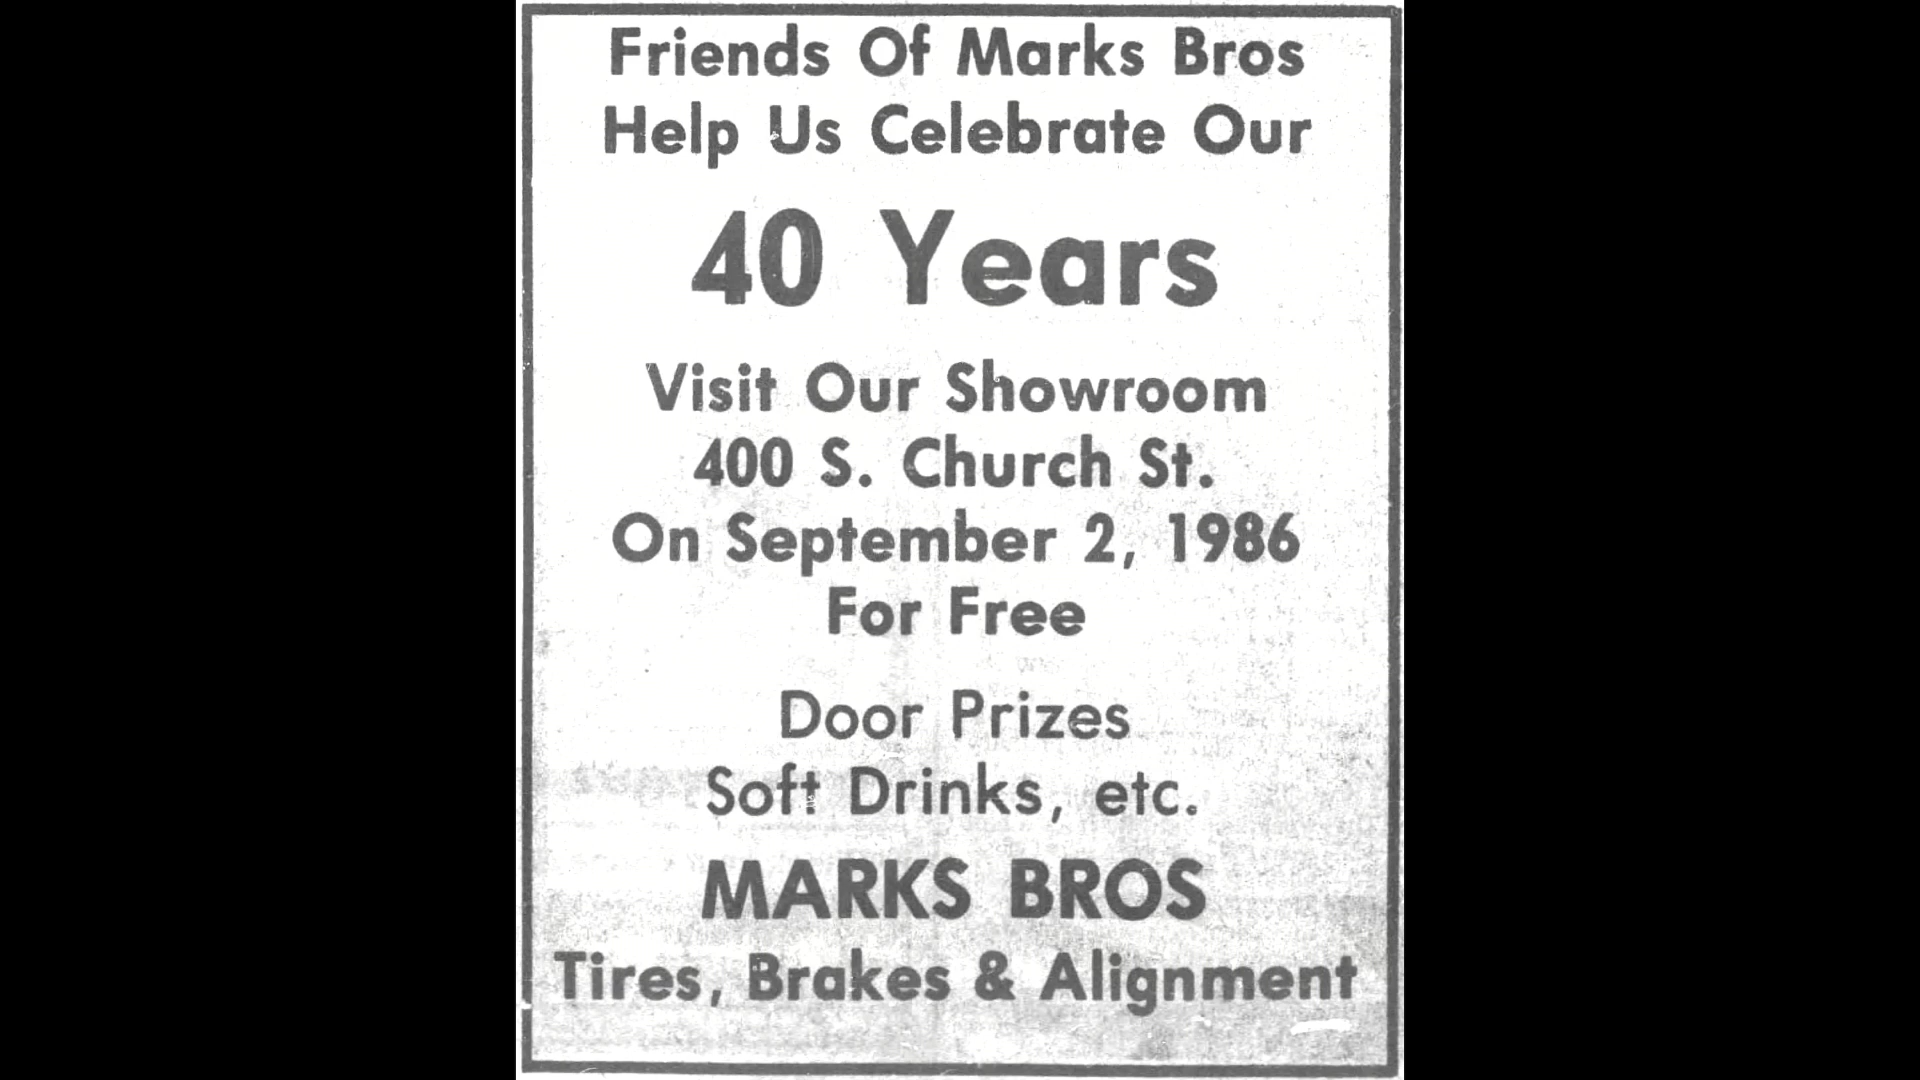 Friends Of Marks Bros
Help Us Celebrate Our
40 Years
Visit Our Showroom
400 S. Church St.
On September 2, 1986
For Free
Door Prizes
Soft Drinks, etc.
MARKS BROS
Tires, Brakes & Alignment